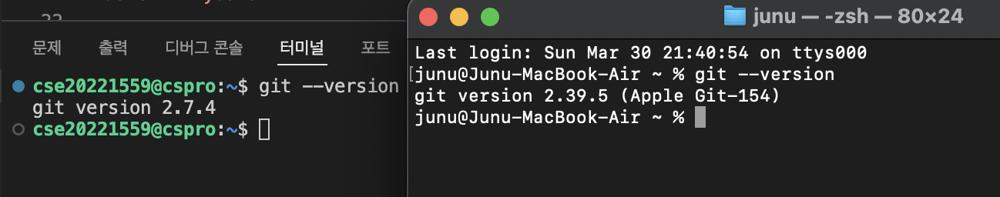 22
문제 출력 디버그 콘솔 터미널 포트
cse20221559@cspro:~$ git --version
git version 2.7.4
cse20221559@cspro:~$
junu — -zsh — 80×24
Last login: Sun Mar 30 21:40:54 on ttys000
[junu@Junu-MacBook-Air ~ % git --version
git version 2.39.5 (Apple Git-154)
junu@Junu-MacBook-Air ~ %